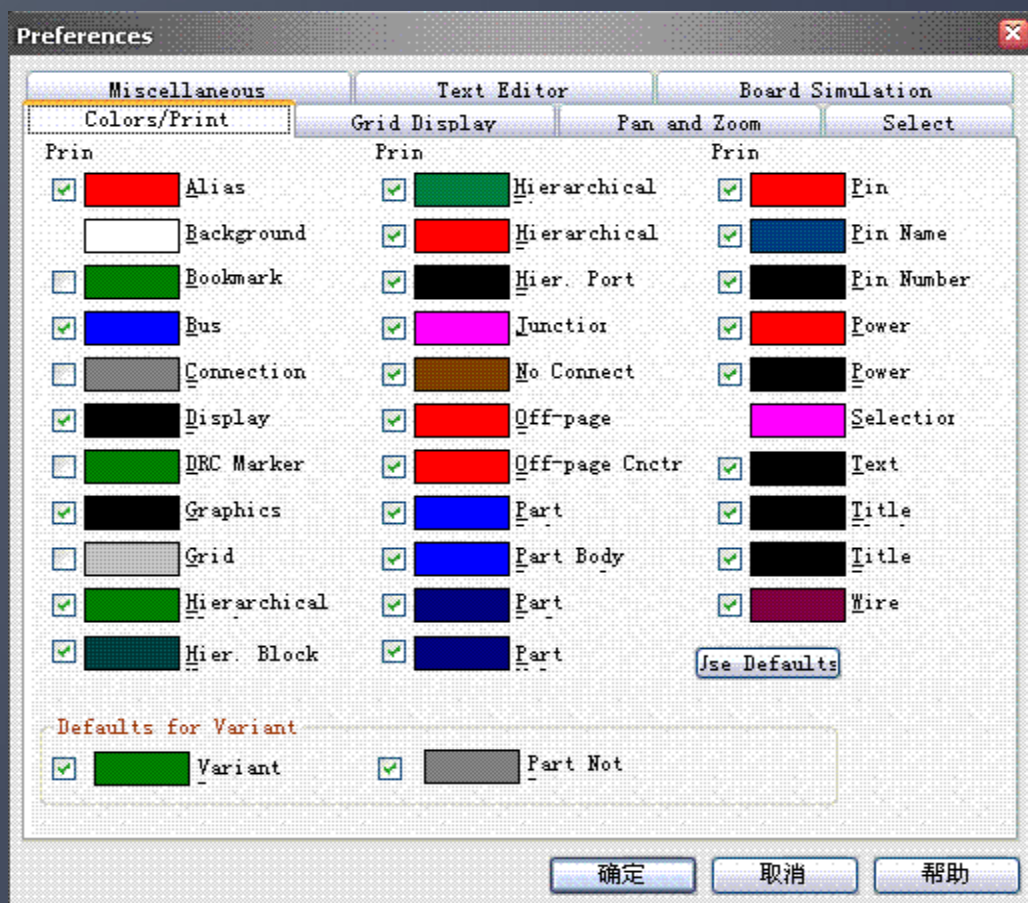 Preferences
Miscellaneous Text Editor Board Simulation
Colors/Print Grid Display Pan and Zoom Select
Prin Prin Prin
Alias Hierarchical Pin
Background Hierarchical Pin Name
Bookmark Hier. Port Pin Number
Bus Junction Power
Connection No Connect Power
Display Off-page Selection
DRC Marker Off-page Cnctr Text
Graphics Part Title
Grid Part Body Title
Hierarchical Part Wire
Hier. Block Part Use Defaults
Defaults for Variant
Variant Part Not
确定 取消 帮助